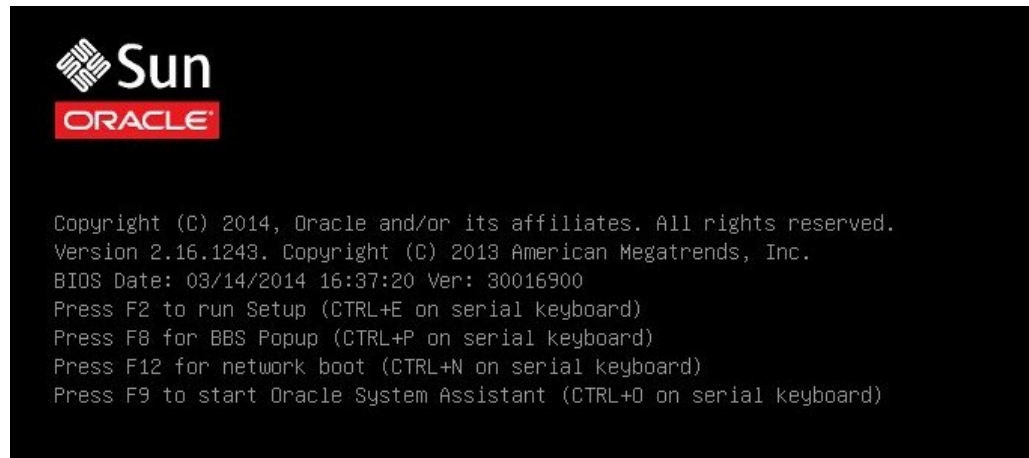 Sun
ORACLE
Copyright (C) 2014, Oracle and/or its affiliates. All rights reserved.
Version 2.16.1243. Copyright (C) 2013 American Megatrends, Inc.
BIOS Date: 03/14/2014 16:37:20 Ver: 30016900
Press F2 to run Setup (CTRL+E on serial keyboard)
Press F8 for BBS Popup (CTRL+P on serial keyboard)
Press F12 for network boot (CTRL+N on serial keyboard)
Press F9 to start Oracle System Assistant (CTRL+O on serial keyboard)